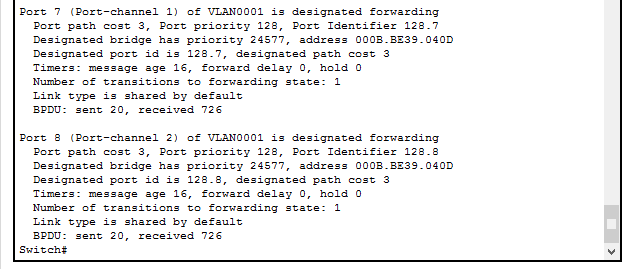 Port 7 (Port-channel 1) of VLAN0001 is designated forwarding
Port path cost 3, Port priority 128, Port Identifier 128.7
Designated bridge has priority 24577, address 000B.BE39.040D
Designated port id is 128.7, designated path cost 3
Timers: message age 16, forward delay 0, hold 0
Number of transitions to forwarding state: 1
Link type is shared by default
BPDU: sent 20, received 726
Port 8 (Port-channel 2) of VLAN0001 is designated forwarding
Port path cost 3, Port priority 128, Port Identifier 128.8
Designated bridge has priority 24577, address 000B.BE39.040D
Designated port id is 128.8, designated path cost 3
Timers: message age 16, forward delay 0, hold 0
Number of transitions to forwarding state: 1
Link type is shared by default
BPDU: sent 20, received 726
Switch#